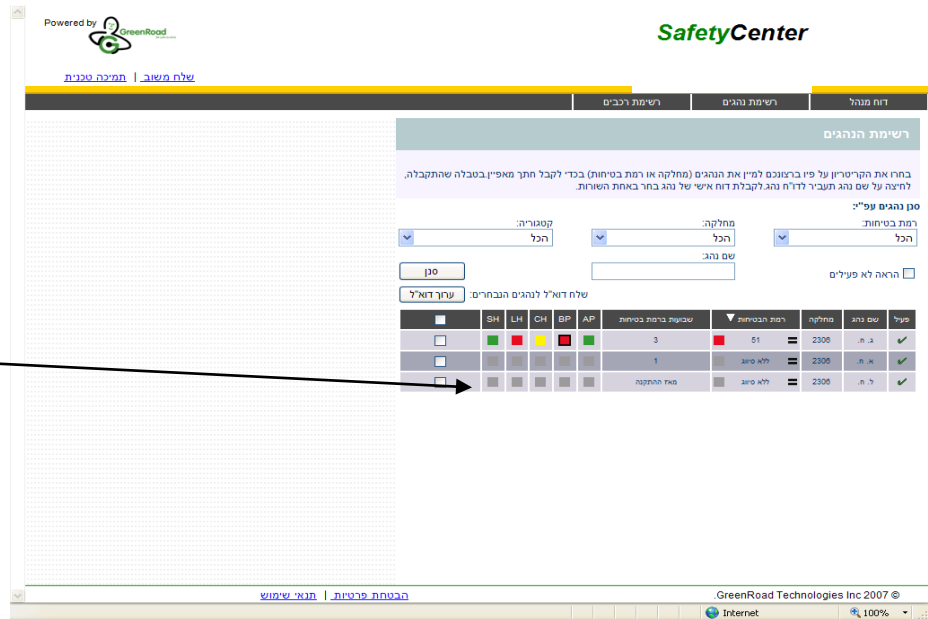 Powered by
GreenRoad
SafetyCenter
שלח משוב | תמיכה טכנית
דוח מנהל
רשימת נהגים
רשימת רכבים
רשימת הנהגים
בחרו את הקריטריון על פיו ברצונכם למיין את הנהגים (מחלקה או רמת בטיחות) בכדי לקבל חתך מאפיין.בטבלה שהתקבלה,
לחיצה על שם נהג תעביר לדו"ח נהג.לקבלת דוח אישי של נהג בחר באחת השורות.
סנן נהגים עפ"י:
רמת בטיחות: מחלקה: קטגוריה:
הכל הכל הכל
שם נהג:
הראה לא פעילים סנן
שלח דוא"ל לנהגים הנבחרים: ערוך דוא"ל
פעיל שם נהג מחלקה רמת הבטיחות שבועות ברמת בטיחות AP BP CH LH SH
ג. ח. 2306 51 3
א. א. 2306 ללא סיווג 1
ל. ח. 2306 ללא סיווג מאז ההתקנה
הבטחת פרטיות | תנאי שימוש
.GreenRoad Technologies Inc 2007 ©
Internet 100%